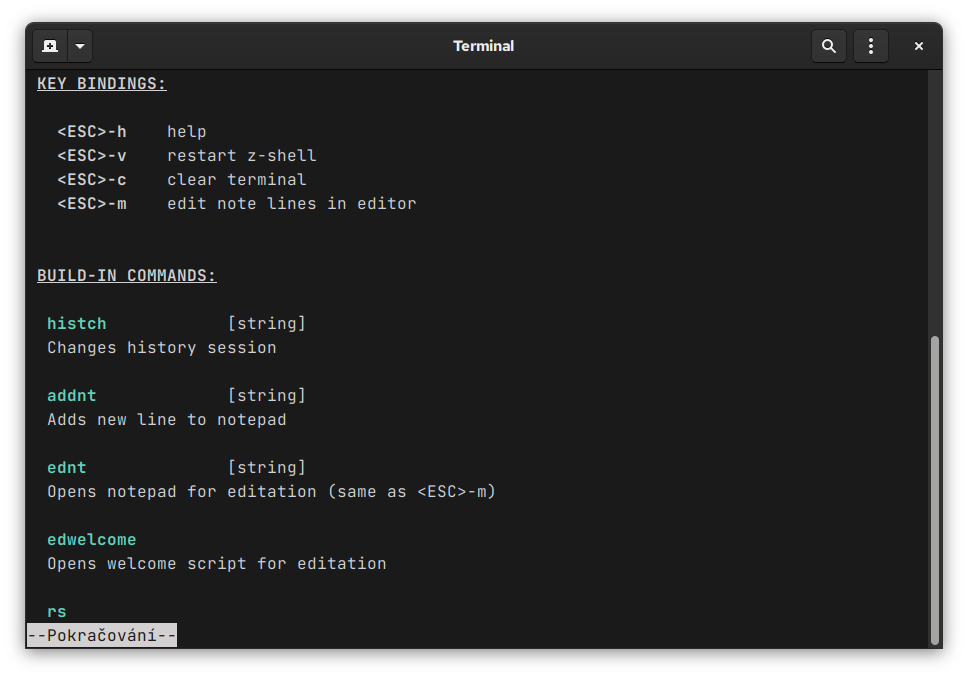 Terminal
KEY BINDINGS:
<ESC>-h help
<ESC>-v restart z-shell
<ESC>-c clear terminal
<ESC>-m edit note lines in editor
BUILD-IN COMMANDS:
histch [string]
Changes history session
addnt [string]
Adds new line to notepad
ednt [string]
Opens notepad for editation (same as <ESC>-m)
edwelcome
Opens welcome script for editation
rs
--Pokračování--